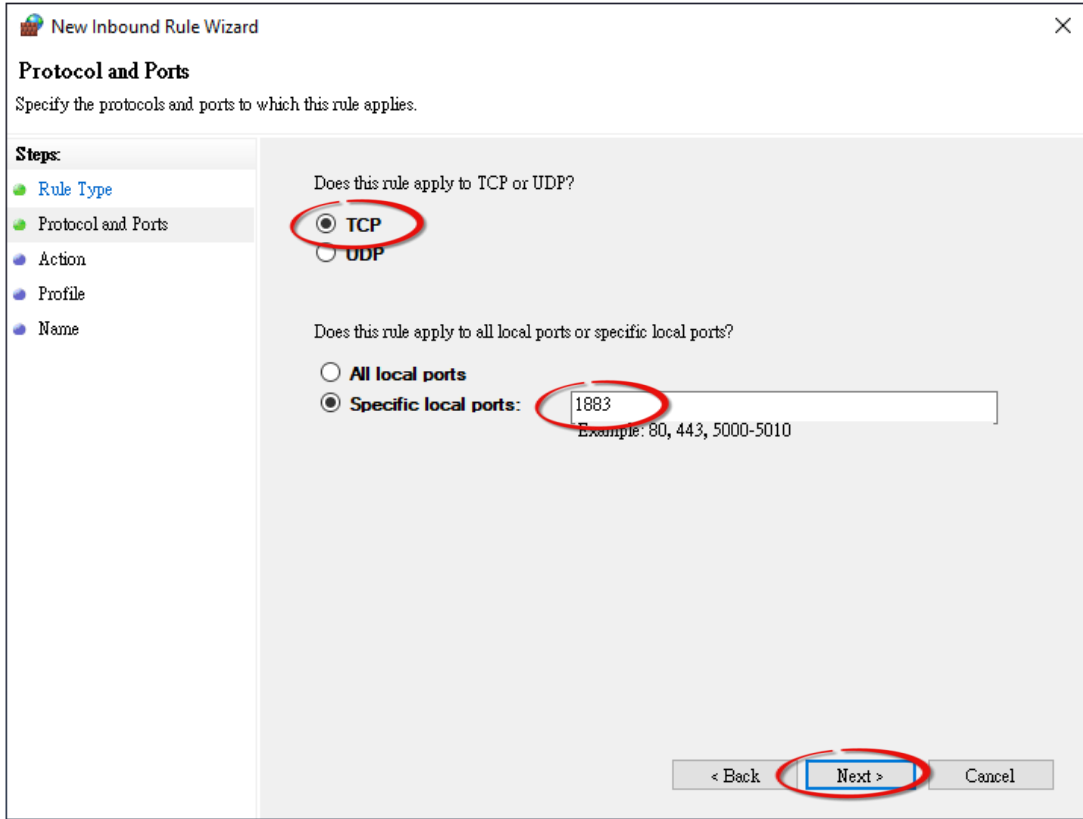 New Inbound Rule Wizard
Protocol and Ports
Specify the protocols and ports to which this rule applies.
Steps:
Rule Type
Protocol and Ports
Action
Profile
Name
Does this rule apply to TCP or UDP?
TCP
UDP
Does this rule apply to all local ports or specific local ports?
All local ports
Specific local ports: 1883
Example: 80, 443, 5000-5010
< Back Next > Cancel